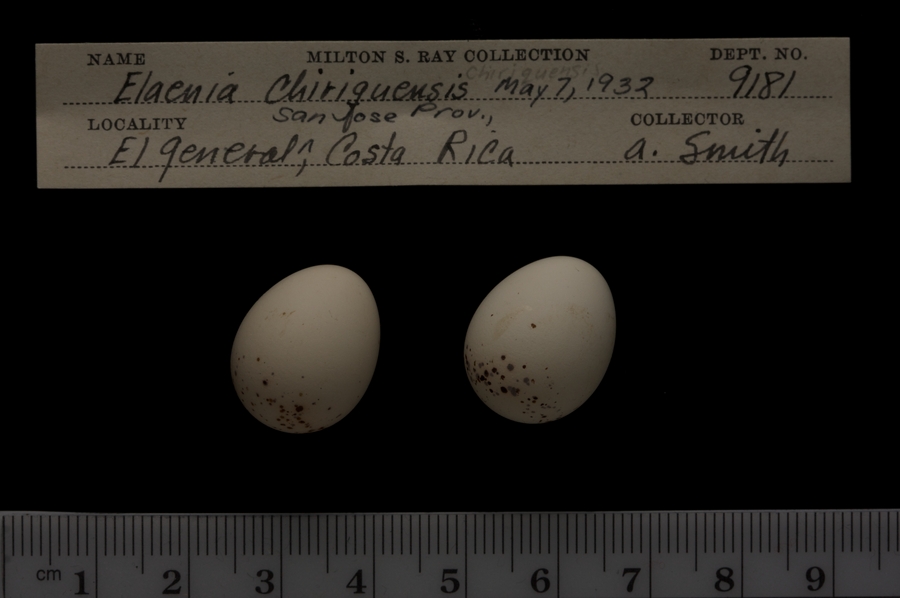 NAME MILTON S. RAY COLLECTION DEPT. NO.
Chiriquensis
Elaenia Chiriquensis May 7, 1932 9181
LOCALITY San Jose Prov., COLLECTOR
El General ^, Costa Rica A. Smith
cm 1 2 3 4 5 6 7 8 9